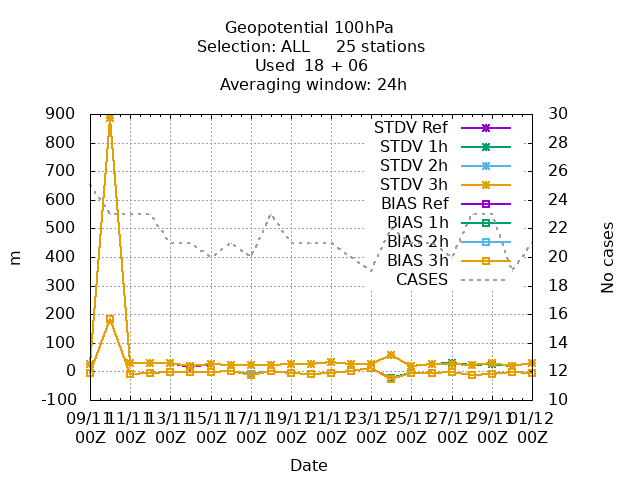 Geopotential 100hPa
Selection: ALL     25 stations
Used  18 + 06
Averaging window: 24h
900
800
700
600
500
400
300
200
100
0
-100
m
30
28
26
24
22
20
18
16
14
12
10
No cases
STDV Ref
STDV 1h
STDV 2h
STDV 3h
BIAS Ref
BIAS 1h
BIAS 2h
BIAS 3h
CASES
09/11 11/11 13/11 15/11 17/11 19/11 21/11 23/11 25/11 27/11 29/11 01/12
00Z 00Z 00Z 00Z 00Z 00Z 00Z 00Z 00Z 00Z 00Z 00Z
Date